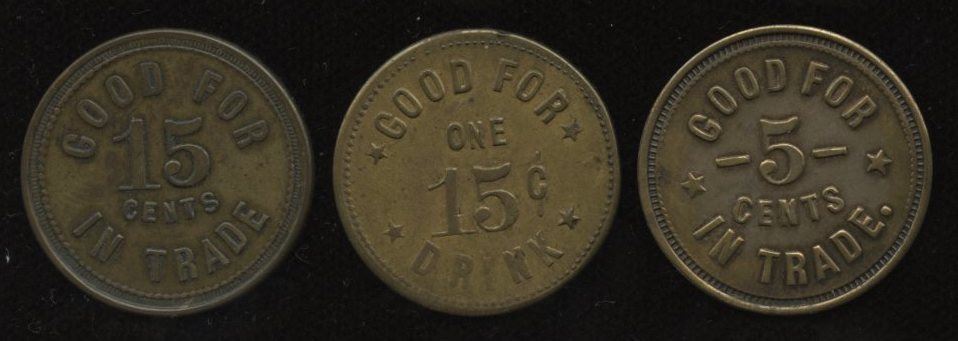 GOOD FOR
15
CENTS
IN TRADE
GOOD FOR
ONE
15¢
DRINK
GOOD FOR
-5-
CENTS
IN TRADE.